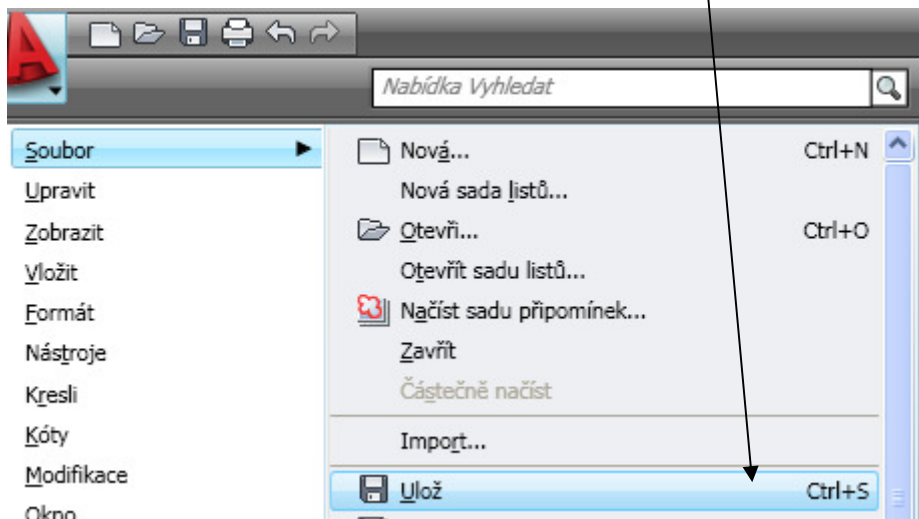 Nabídka Vyhledat
Soubor
Upravit
Zobrazit
Vložit
Formát
Nástroje
Kresli
Kóty
Modifikace
Okno
Nová... Ctrl+N
Nová sada listů...
Otevři... Ctrl+O
Otevřít sadu listů...
Načíst sadu připomínek...
Zavřít
Částečně načíst
Import...
Ulož Ctrl+S